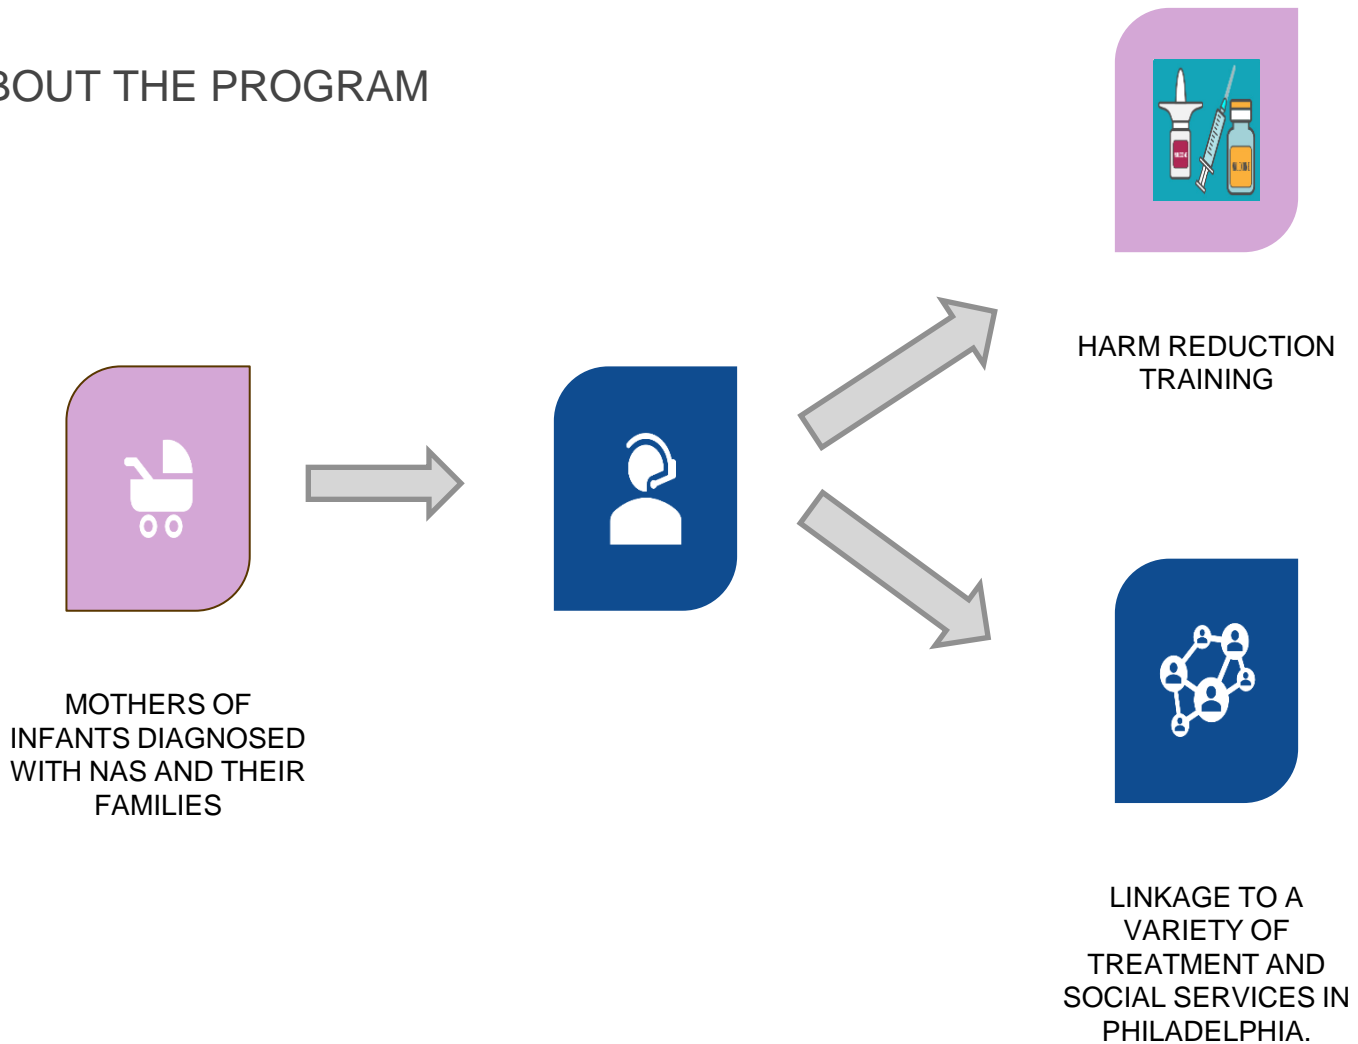 BOUT THE PROGRAM
HARM REDUCTION
TRAINING
MOTHERS OF
INFANTS DIAGNOSED
WITH NAS AND THEIR
FAMILIES
LINKAGE TO A
VARIETY OF
TREATMENT AND
SOCIAL SERVICES IN
PHILADELPHIA.